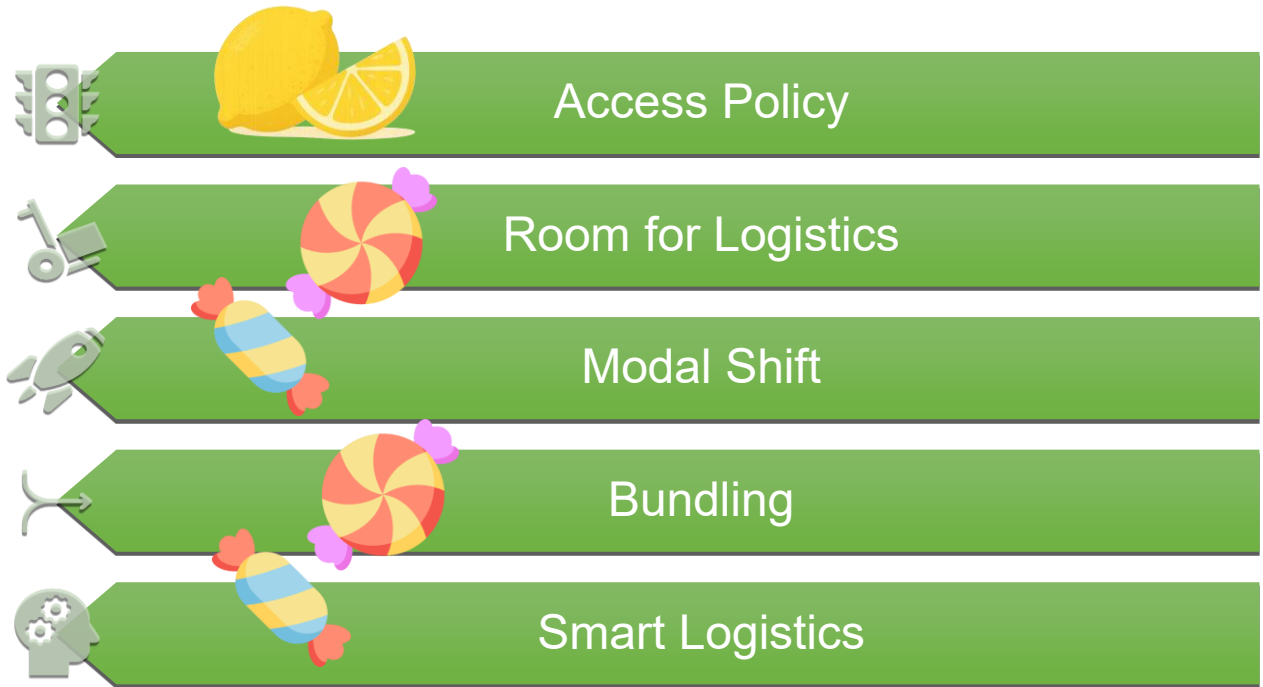 Access Policy
Room for Logistics
Modal Shift
Bundling
Smart Logistics